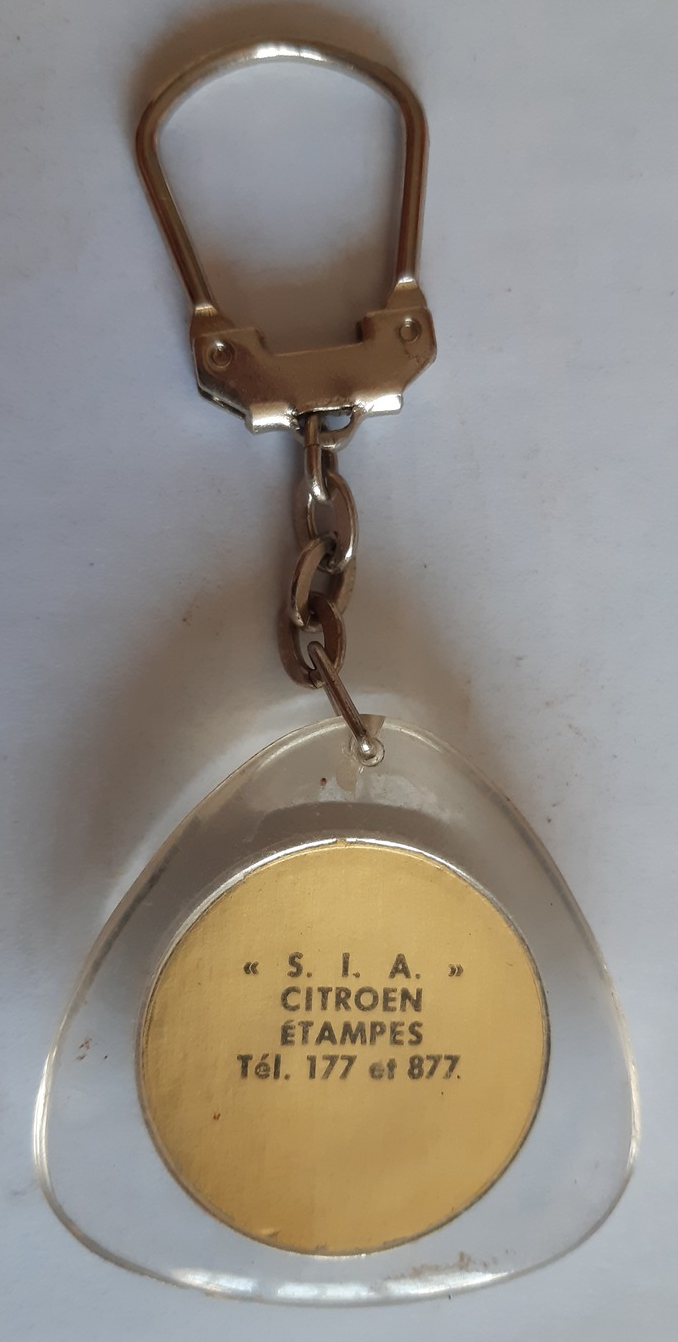 « S. I. A. »
CITROEN
ÉTAMPES
Tél. 177 et 877.